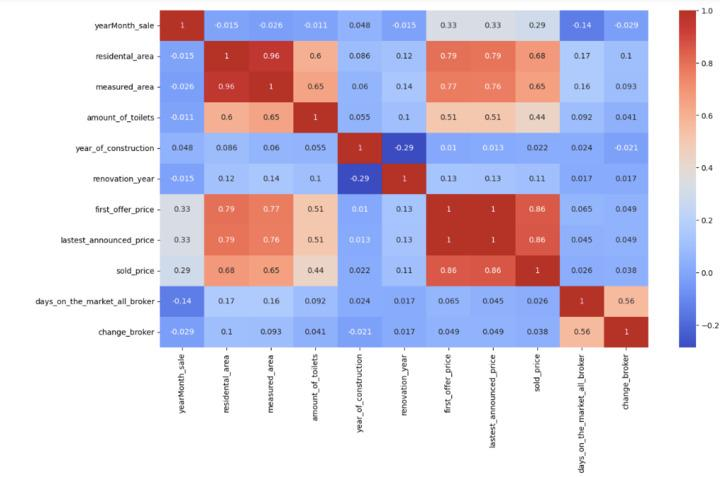 yearMonth_sale 1 -0.015 -0.026 -0.011 0.048 -0.015 0.33 0.33 0.29 -0.14 -0.029
residental_area -0.015 1 0.96 0.6 0.086 0.12 0.79 0.79 0.68 0.17 0.1
measured_area -0.026 0.96 1 0.65 0.06 0.14 0.77 0.76 0.65 0.16 0.093
amount_of_toilets -0.011 0.6 0.65 1 0.055 0.1 0.51 0.51 0.44 0.092 0.041
year_of_construction 0.048 0.086 0.06 0.055 1 -0.29 0.01 0.013 0.022 0.024 -0.021
renovation_year -0.015 0.12 0.14 0.1 -0.29 1 0.13 0.13 0.11 0.017 0.017
first_offer_price 0.33 0.79 0.77 0.51 0.01 0.13 1 1 0.86 0.065 0.049
lastest_announced_price 0.33 0.79 0.76 0.51 0.013 0.13 1 1 0.86 0.045 0.049
sold_price 0.29 0.68 0.65 0.44 0.022 0.11 0.86 0.86 1 0.026 0.038
days_on_the_market_all_broker -0.14 0.17 0.16 0.092 0.024 0.017 0.065 0.045 0.026 1 0.56
change_broker -0.029 0.1 0.093 0.041 -0.021 0.017 0.049 0.049 0.038 0.56 1
yearMonth_sale
residental_area
measured_area
amount_of_toilets
year_of_construction
renovation_year
first_offer_price
lastest_announced_price
sold_price
days_on_the_market_all_broker
change_broker
1.0
0.8
0.6
0.4
0.2
0.0
−0.2